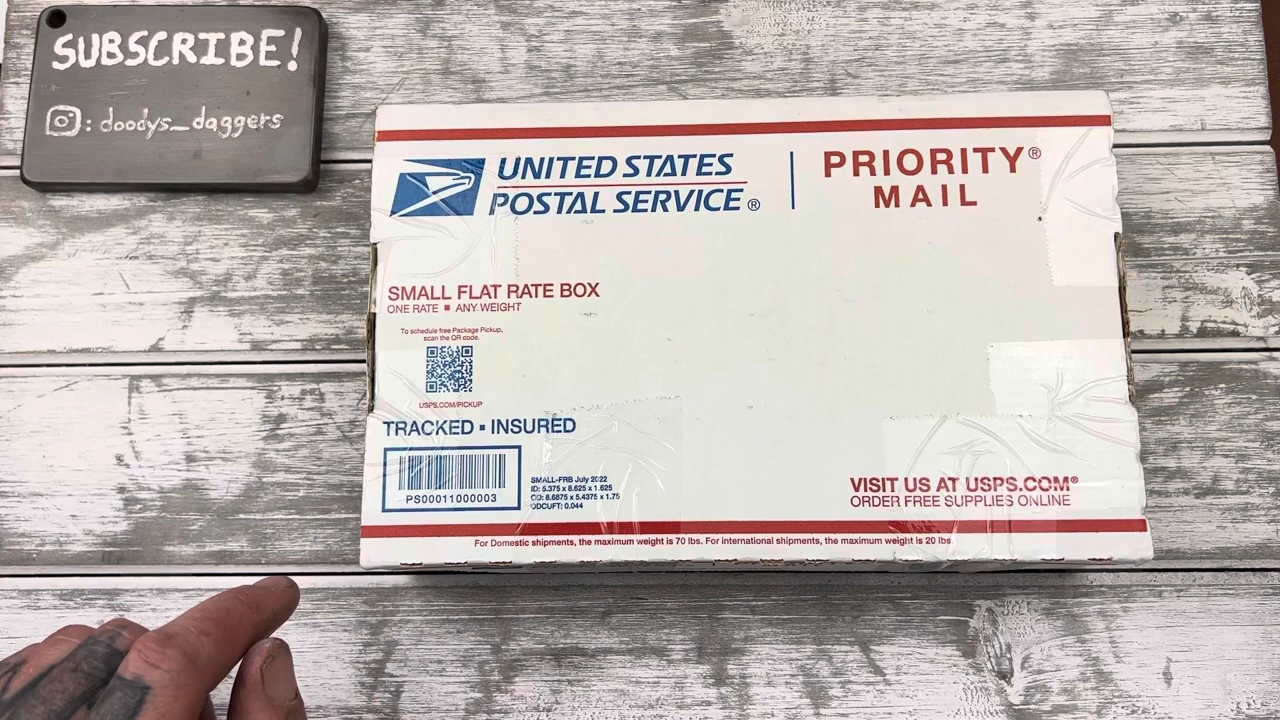 SUBSCRIBE!
: doodys_daggers
UNITED STATES
POSTAL SERVICE®
PRIORITY®
MAIL
SMALL FLAT RATE BOX
ONE RATE ■ ANY WEIGHT
To schedule free Package Pickup,
scan the QR code.
USPS.COM/PICKUP
TRACKED ▪ INSURED
PS00011000003
SMALL-FRB July 2022
ID: 5.375 x 8.625 x 1.625
OD: 8.6875 x 5.4375 x 1.75
ODCUFT: 0.044
VISIT US AT USPS.COM®
ORDER FREE SUPPLIES ONLINE
For Domestic shipments, the maximum weight is 70 lbs. For international shipments, the maximum weight is 20 lbs.